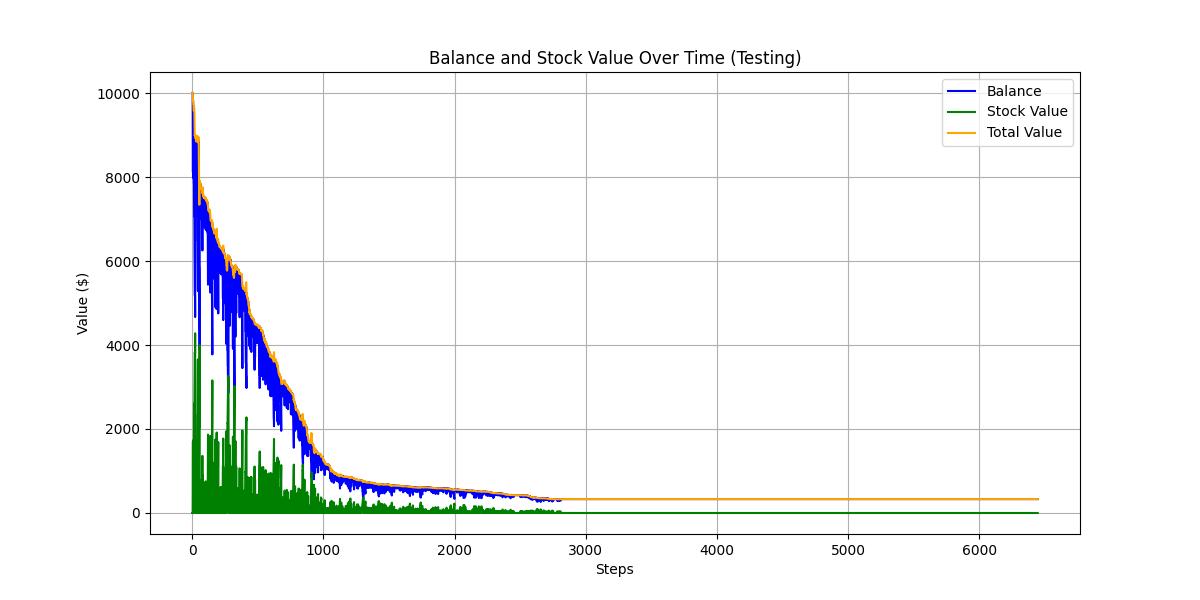 Balance and Stock Value Over Time (Testing)
Balance
Stock Value
Total Value
Value ($)
10000
8000
6000
4000
2000
0
0 1000 2000 3000 4000 5000 6000
Steps